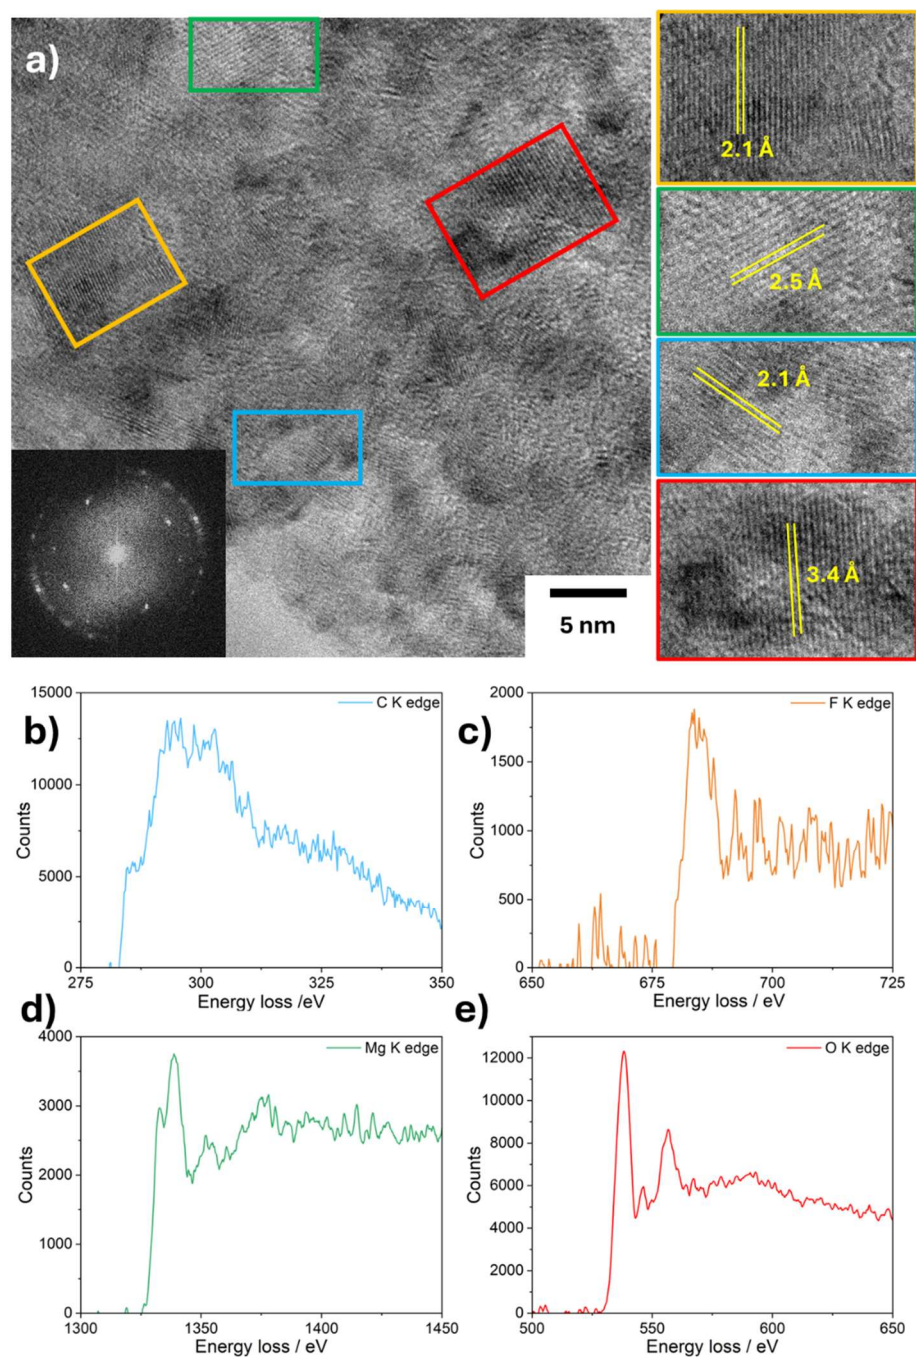 a)
2.1 Å
2.5 Å
2.1 Å
3.4 Å
5 nm
b)
C K edge
15000
10000
5000
0
Counts
275
300
325
350
Energy loss /eV
c)
F K edge
2000
1500
1000
500
0
Counts
650
675
700
725
Energy loss / eV
d)
Mg K edge
4000
3000
2000
1000
0
Counts
1300
1350
1400
1450
Energy loss / eV
e)
O K edge
12000
10000
8000
6000
4000
2000
0
Counts
500
550
600
650
Energy loss / eV